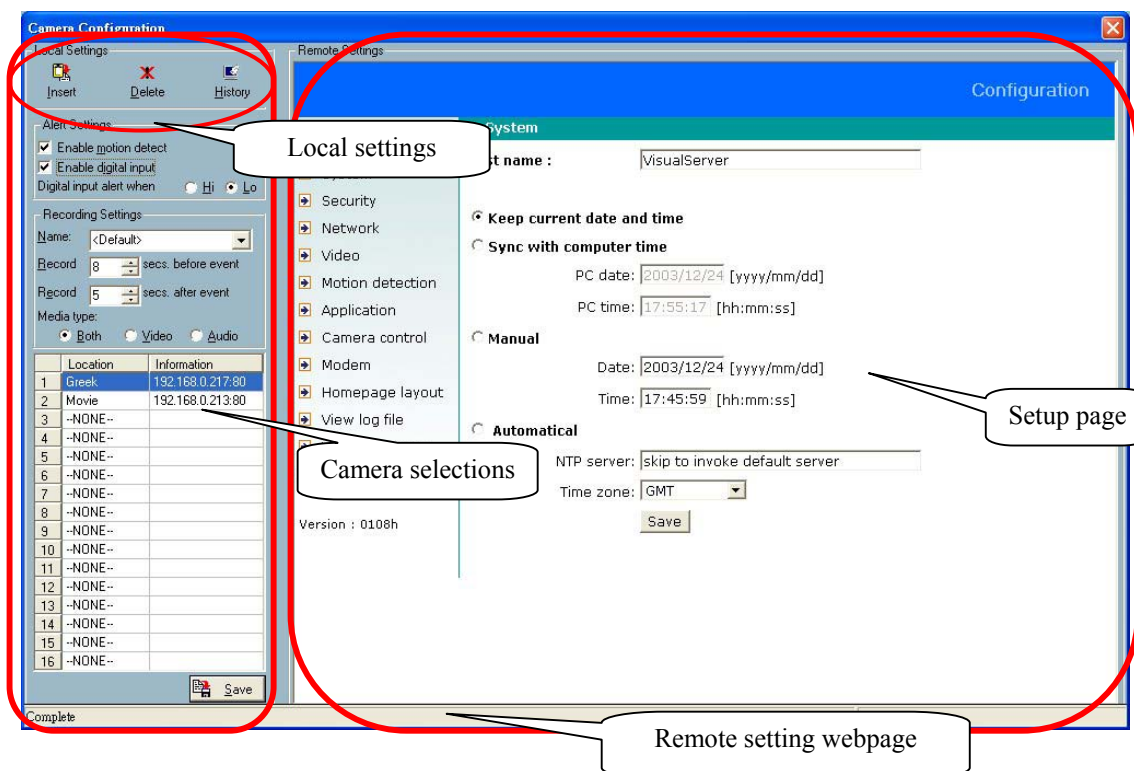 Camera Configuration
Local Settings
Insert
Delete
History
Alert Settings
Enable motion detect
Enable digital input
Digital input alert when Hi Lo
Recording Settings
Name: <Default>
Record 8 secs. before event
Record 5 secs. after event
Media type:
Both Video Audio
Location Information
1 Greek 192.168.0.217:80
2 Movie 192.168.0.213:80
3 --NONE--
4 --NONE--
5 --NONE--
6 --NONE--
7 --NONE--
8 --NONE--
9 --NONE--
10 --NONE--
11 --NONE--
12 --NONE--
13 --NONE--
14 --NONE--
15 --NONE--
16 --NONE--
Save
Complete
Remote Settings
Configuration
Security
Network
Video
Motion detection
Application
Camera control
Modem
Homepage layout
View log file
Version : 0108h
System
st name : VisualServer
Keep current date and time
Sync with computer time
PC date: 2003/12/24 [yyyy/mm/dd]
PC time: 17:55:17 [hh:mm:ss]
Manual
Date: 2003/12/24 [yyyy/mm/dd]
Time: 17:45:59 [hh:mm:ss]
Automatical
NTP server: skip to invoke default server
Time zone: GMT
Save
Local settings
Camera selections
Setup page
Remote setting webpage